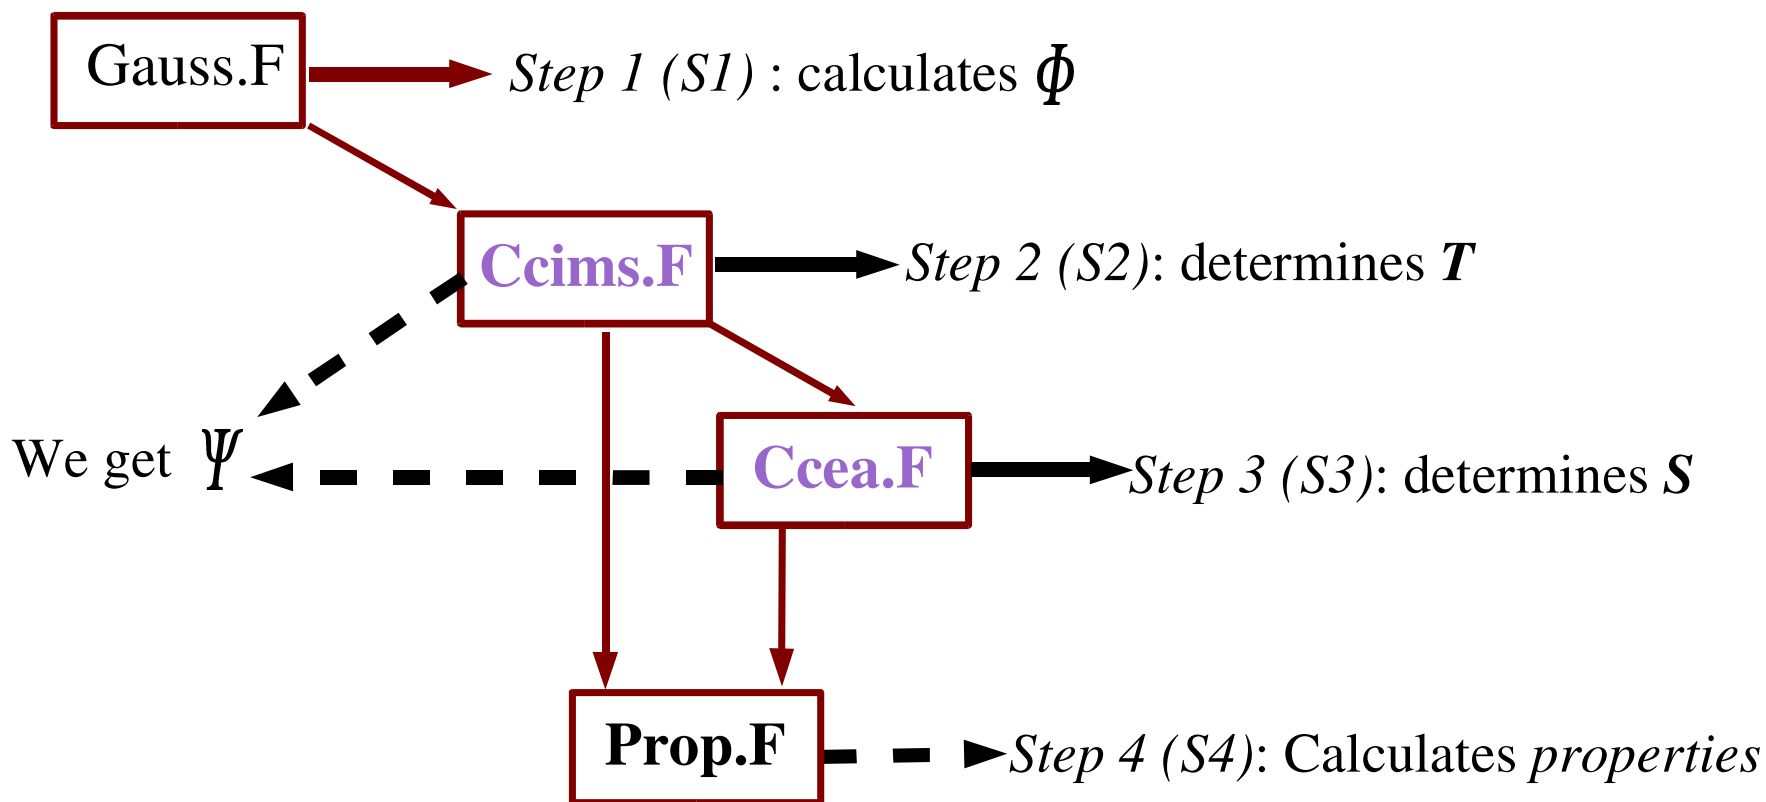 Gauss.F
Step 1 (S1) : calculates Φ
Ccims.F
Step 2 (S2): determines T
We get Ψ
Ccea.F
Step 3 (S3): determines S
Prop.F
Step 4 (S4): Calculates properties